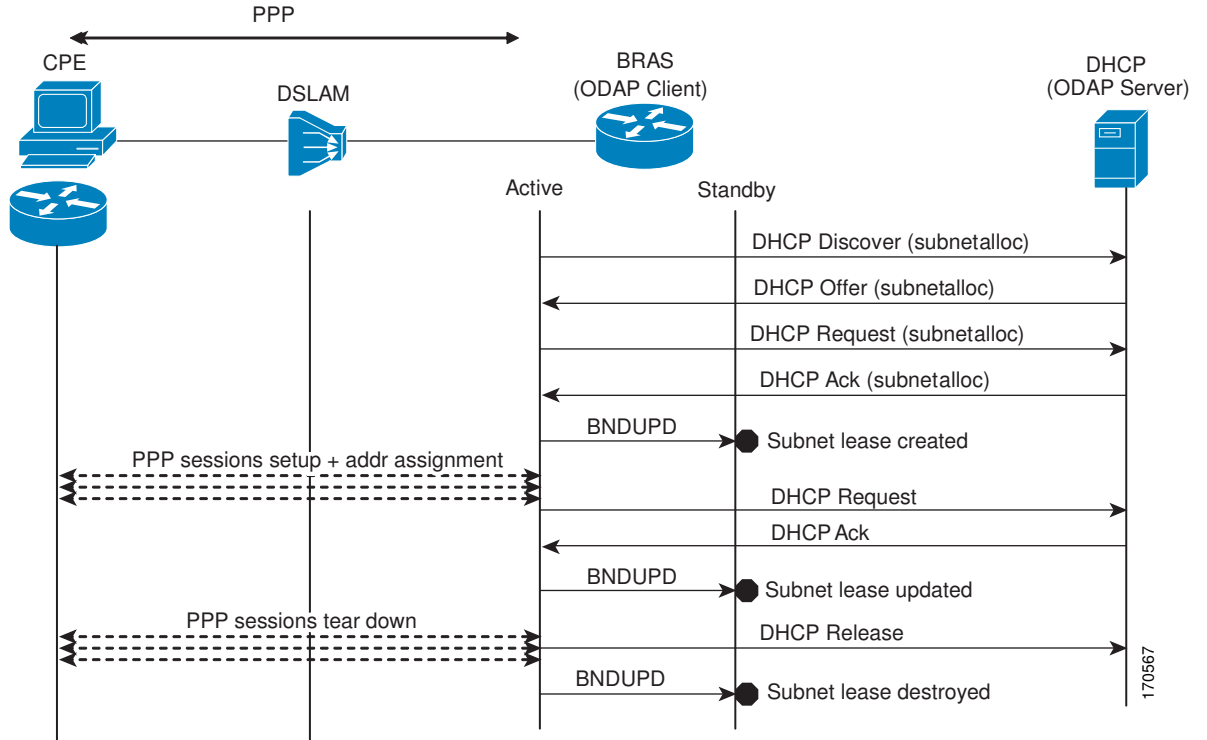 PPP
CPE
DSLAM
BRAS
(ODAP Client)
DHCP
(ODAP Server)
Active
Standby
DHCP Discover (subnetalloc)
DHCP Offer (subnetalloc)
DHCP Request (subnetalloc)
DHCP Ack (subnetalloc)
BNDUPD
Subnet lease created
PPP sessions setup + addr assignment
DHCP Request
DHCP Ack
BNDUPD
Subnet lease updated
PPP sessions tear down
DHCP Release
BNDUPD
Subnet lease destroyed
170567